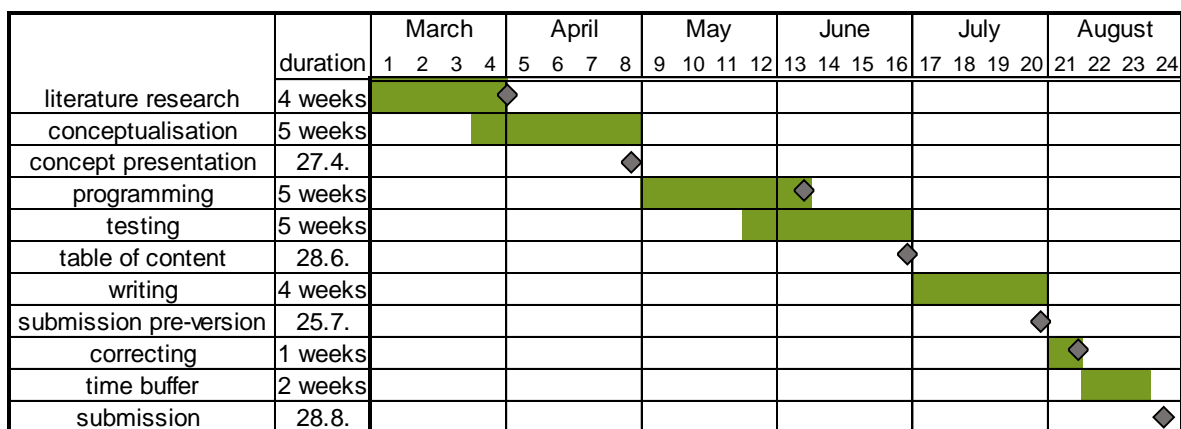 March April May June July August
duration 1 2 3 4 5 6 7 8 9 10 11 12 13 14 15 16 17 18 19 20 21 22 23 24
literature research 4 weeks
conceptualisation 5 weeks
concept presentation 27.4.
programming 5 weeks
testing 5 weeks
table of content 28.6.
writing 4 weeks
submission pre-version 25.7.
correcting 1 weeks
time buffer 2 weeks
submission 28.8.